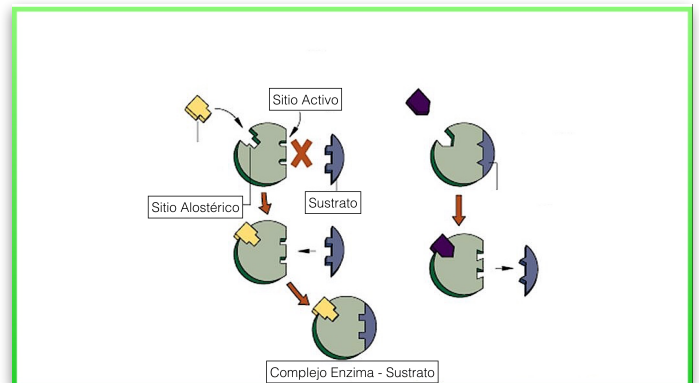 Sitio Activo
Sitio Alostérico
Sustrato
Complejo Enzima - Sustrato